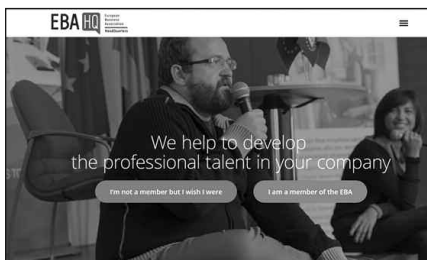 EBA HQ
European
Business
Association
Headquarters
We help to develop
the professional talent in your company
I'm not a member but I wish I were
I am a member of the EBA